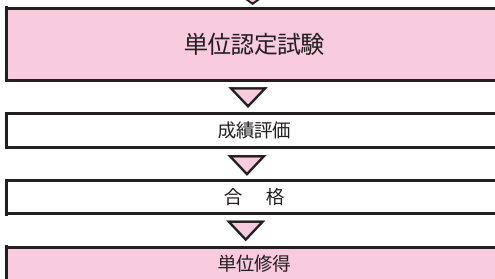 単位認定試験
成績評価
合　格
単位修得